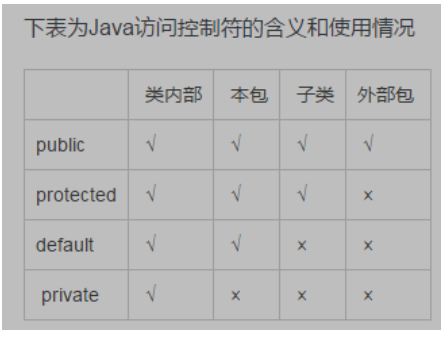 下表为Java访问控制符的含义和使用情况
类内部 本包 子类 外部包
public √ √ √ √
protected √ √ √ ×
default √ √ × ×
private √ × × ×